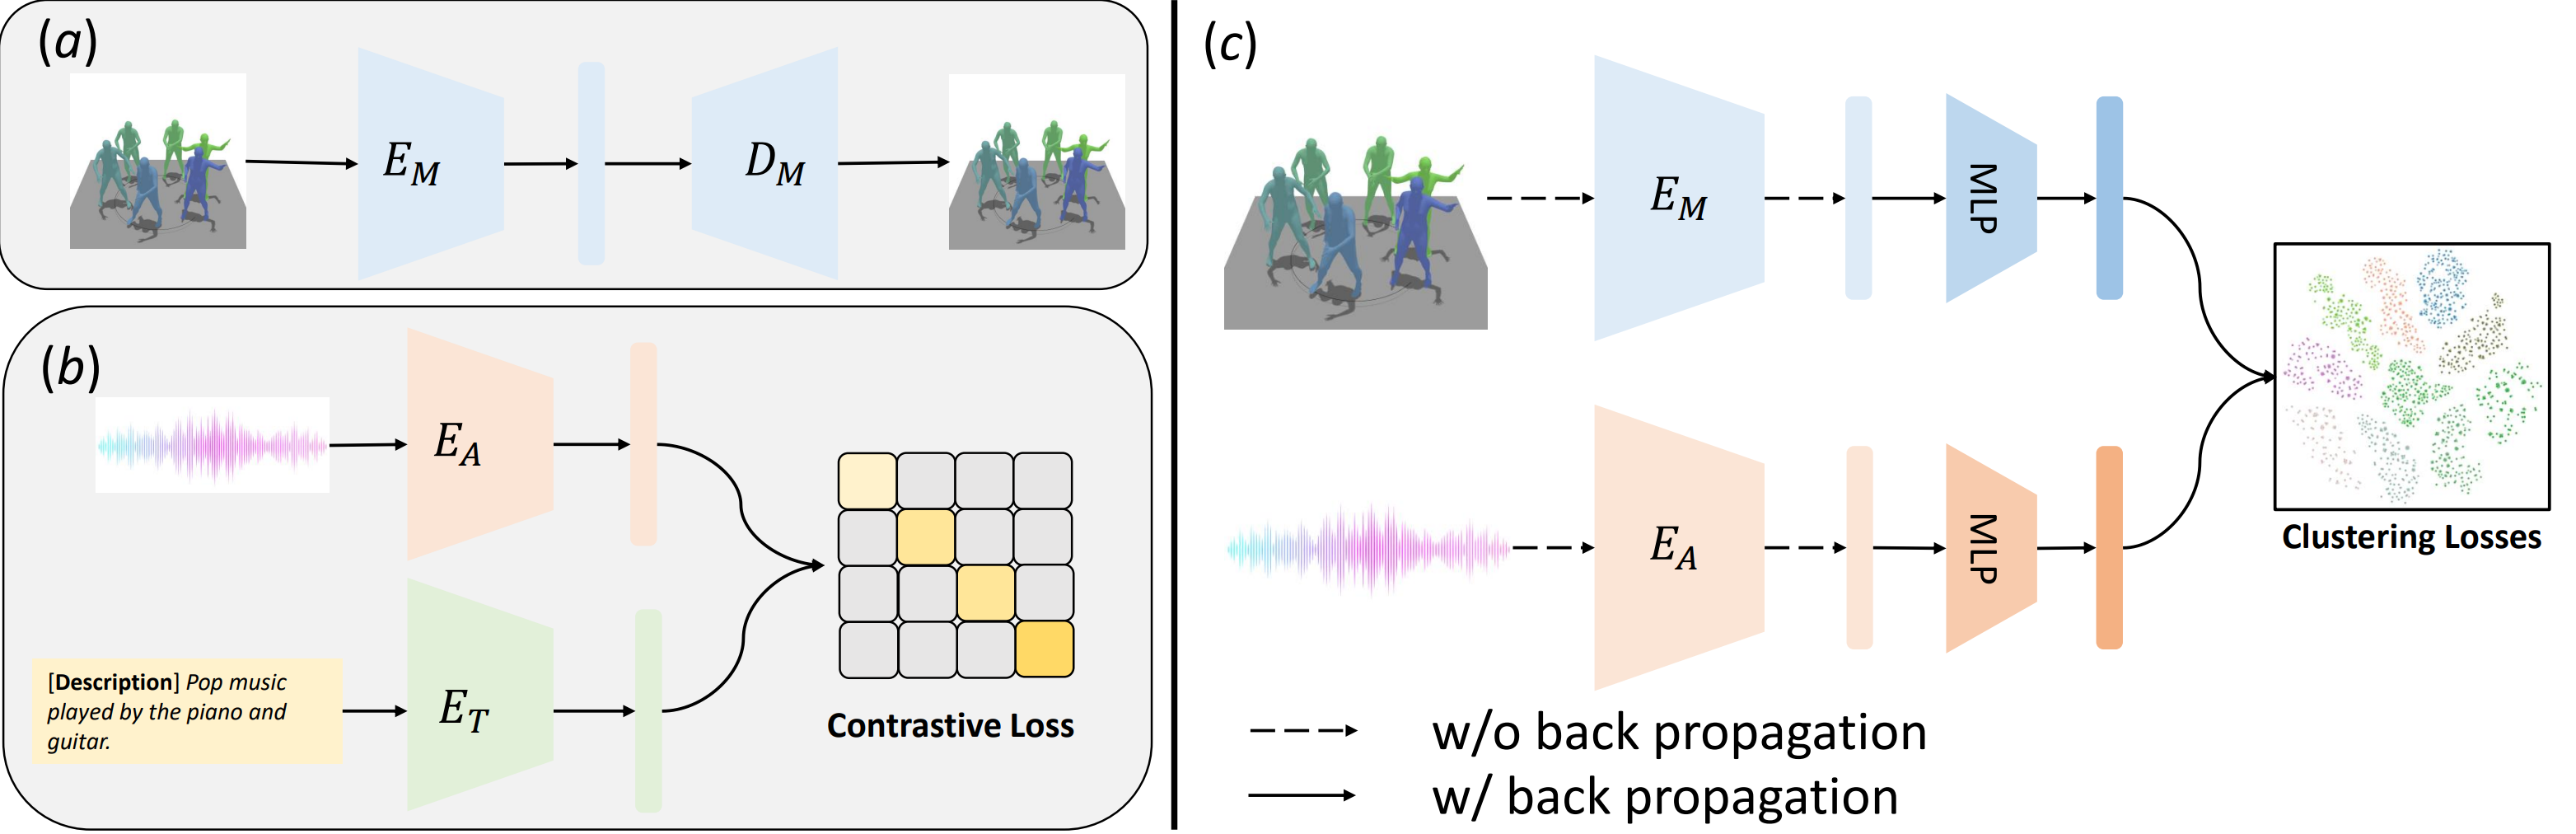 (a)
E_M
D_M
(b)
E_A
[Description] Pop music
played by the piano and
guitar.
E_T
Contrastive Loss
(c)
E_M
MLP
E_A
MLP
Clustering Losses
w/o back propagation
w/ back propagation